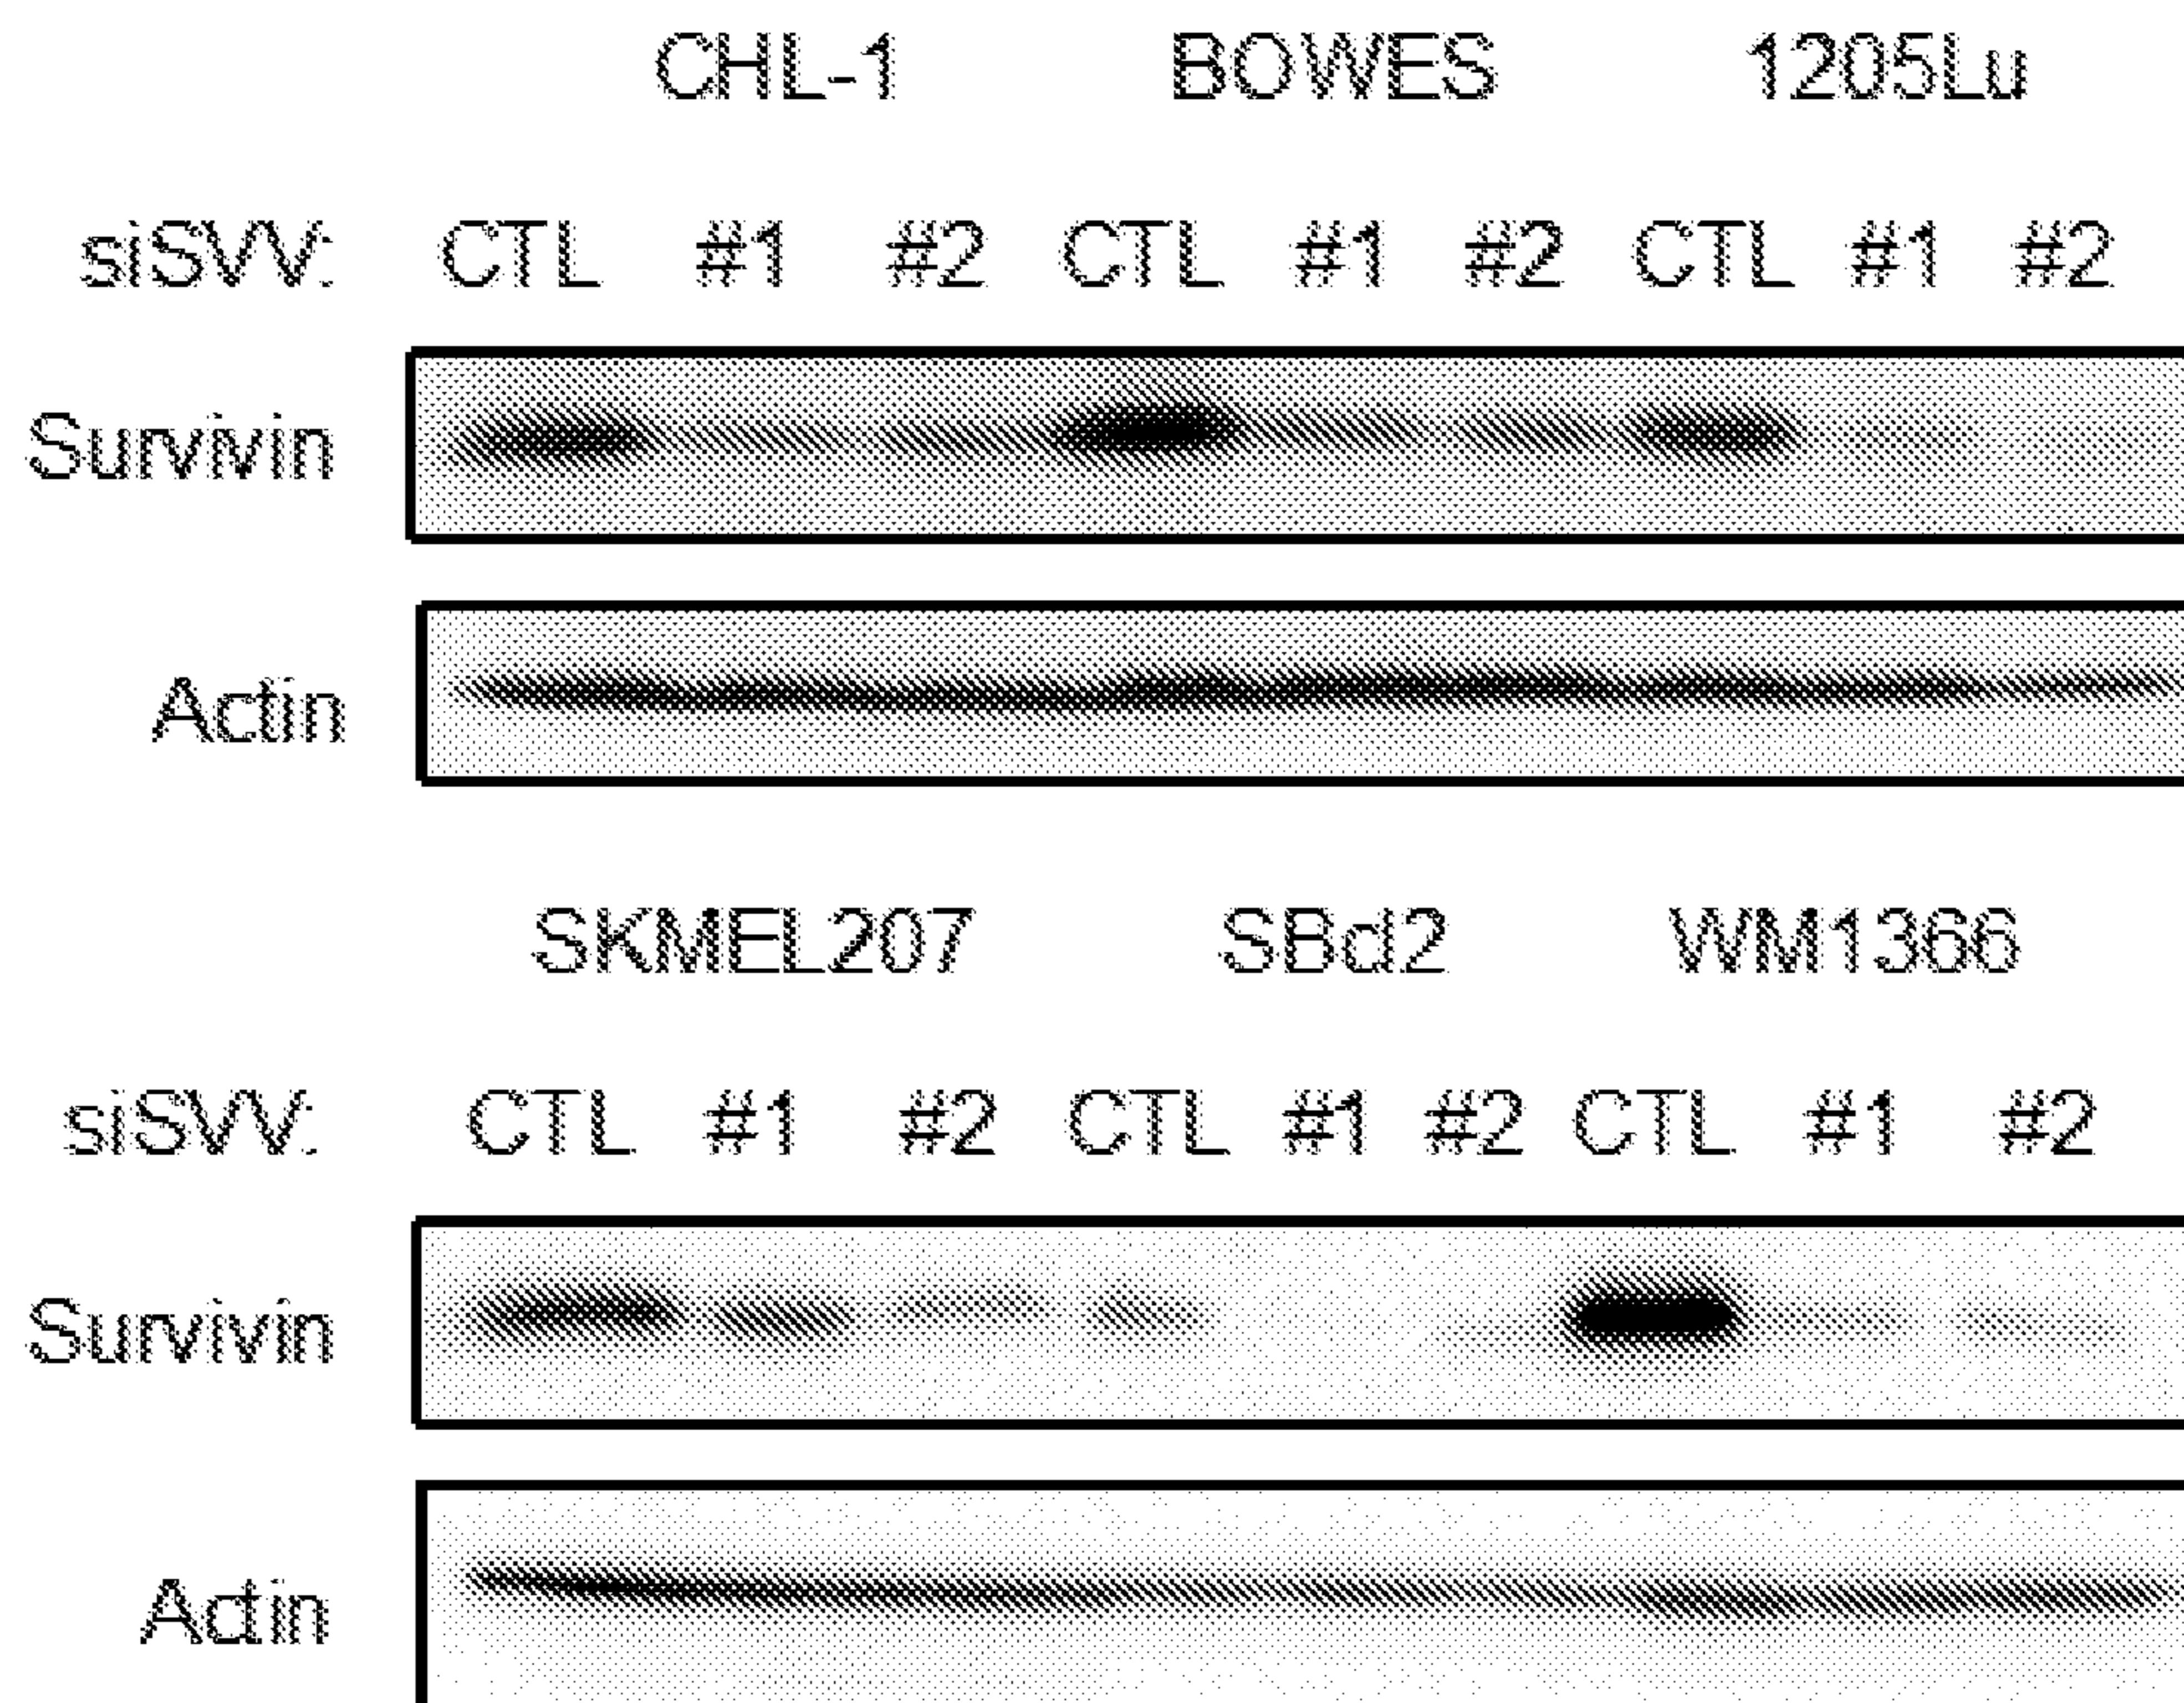 CHL-1 BOWES 1205Lu
siSVV: CTL #1 #2 CTL #1 #2 CTL #1 #2
Survivin
Actin
SKMEL207 SBcl2 WM1366
siSVV: CTL #1 #2 CTL #1 #2 CTL #1 #2
Survivin
Actin